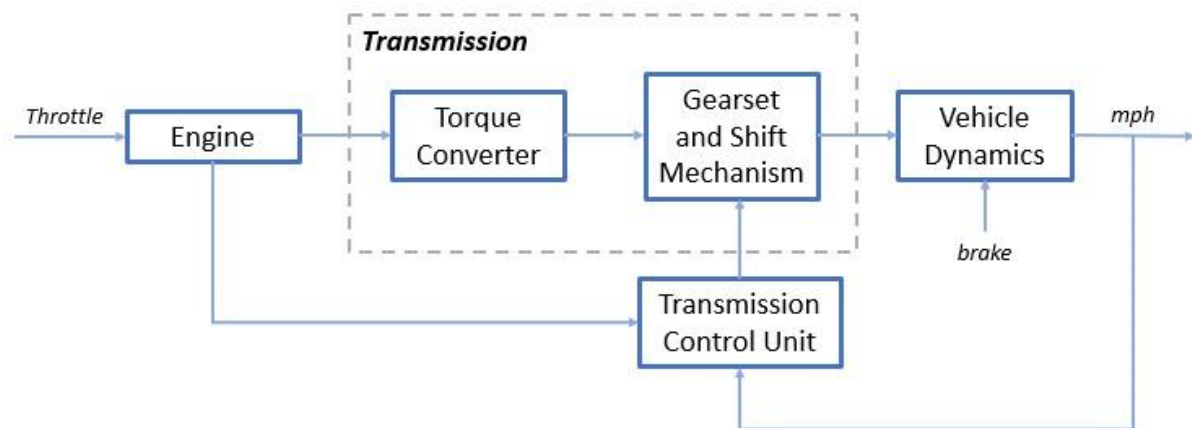 Transmission
Throttle
Engine
Torque
Converter
Gearset
and Shift
Mechanism
Vehicle
Dynamics
mph
brake
Transmission
Control Unit